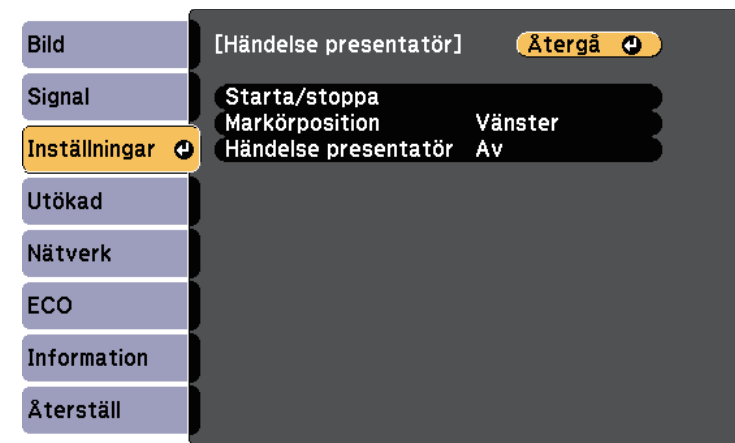 Bild
Signal
Inställningar
Utökad
Nätverk
ECO
Information
Återställ
[Händelse presentatör] Återgå
Starta/stoppa
Markörposition Vänster
Händelse presentatör Av